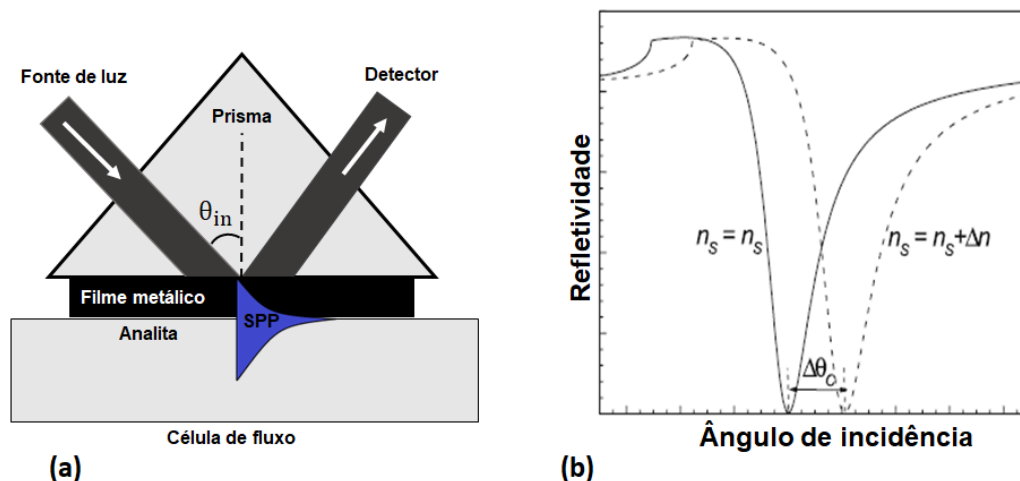 Fonte de luz
Detector
Prisma
θin
Filme metálico
SPP
Analita
Célula de fluxo
(a)
Refletividade
nS = nS
nS = nS+Δn
Δθc
Ângulo de incidência
(b)